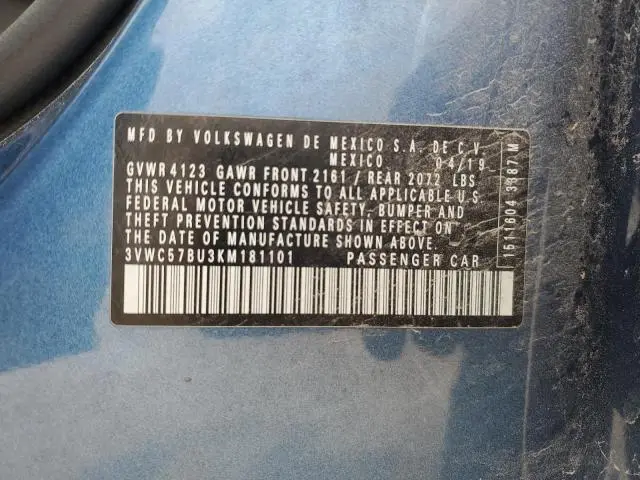 MFD BY VOLKSWAGEN DE MEXICO S.A. DE C.V.
MEXICO 04/19
GVWR 4123 GAWR FRONT 2161 / REAR 2072 LBS
THIS VEHICLE CONFORMS TO ALL APPLICABLE U.S
FEDERAL MOTOR VEHICLE SAFETY, BUMPER AND
THEFT PREVENTION STANDARDS IN EFFECT ON
THE DATE OF MANUFACTURE SHOWN ABOVE.
3VWC57BU3KM181101 PASSENGER CAR
1511604 3387 M